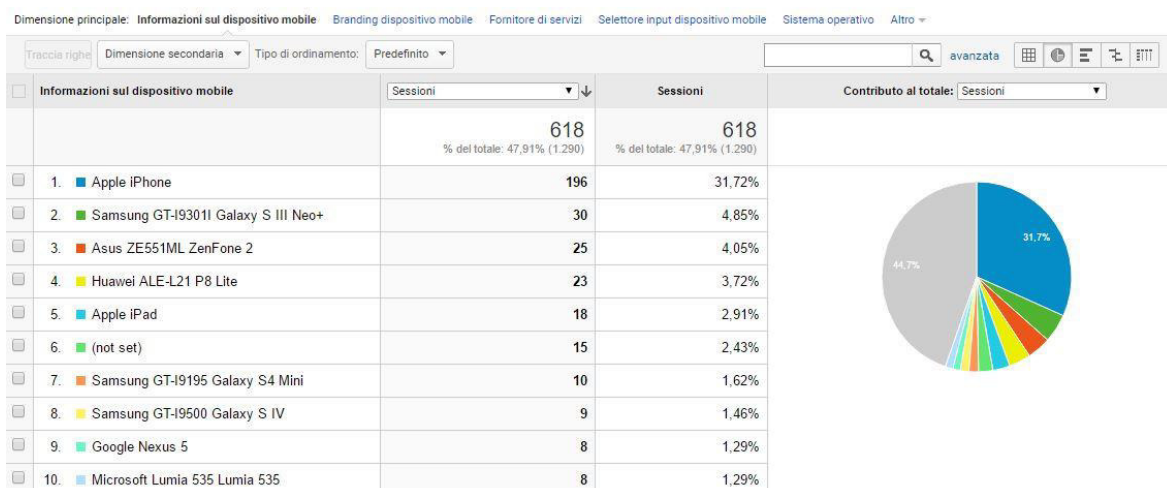 Dimensione principale: Informazioni sul dispositivo mobile Branding dispositivo mobile Fornitore di servizi Selettore input dispositivo mobile Sistema operativo Altro
Traccia righe Dimensione secondaria Tipo di ordinamento: Predefinito avanzata
Informazioni sul dispositivo mobile Sessioni Sessioni Contributo al totale: Sessioni
618 618
% del totale: 47,91% (1.290) % del totale: 47,91% (1.290)
1. Apple iPhone 196 31,72%
2. Samsung GT-I9301I Galaxy S III Neo+ 30 4,85%
3. Asus ZE551ML ZenFone 2 25 4,05%
4. Huawei ALE-L21 P8 Lite 23 3,72%
5. Apple iPad 18 2,91%
6. (not set) 15 2,43%
7. Samsung GT-I9195 Galaxy S4 Mini 10 1,62%
8. Samsung GT-I9500 Galaxy S IV 9 1,46%
9. Google Nexus 5 8 1,29%
10. Microsoft Lumia 535 Lumia 535 8 1,29%
31,7%
44,7%